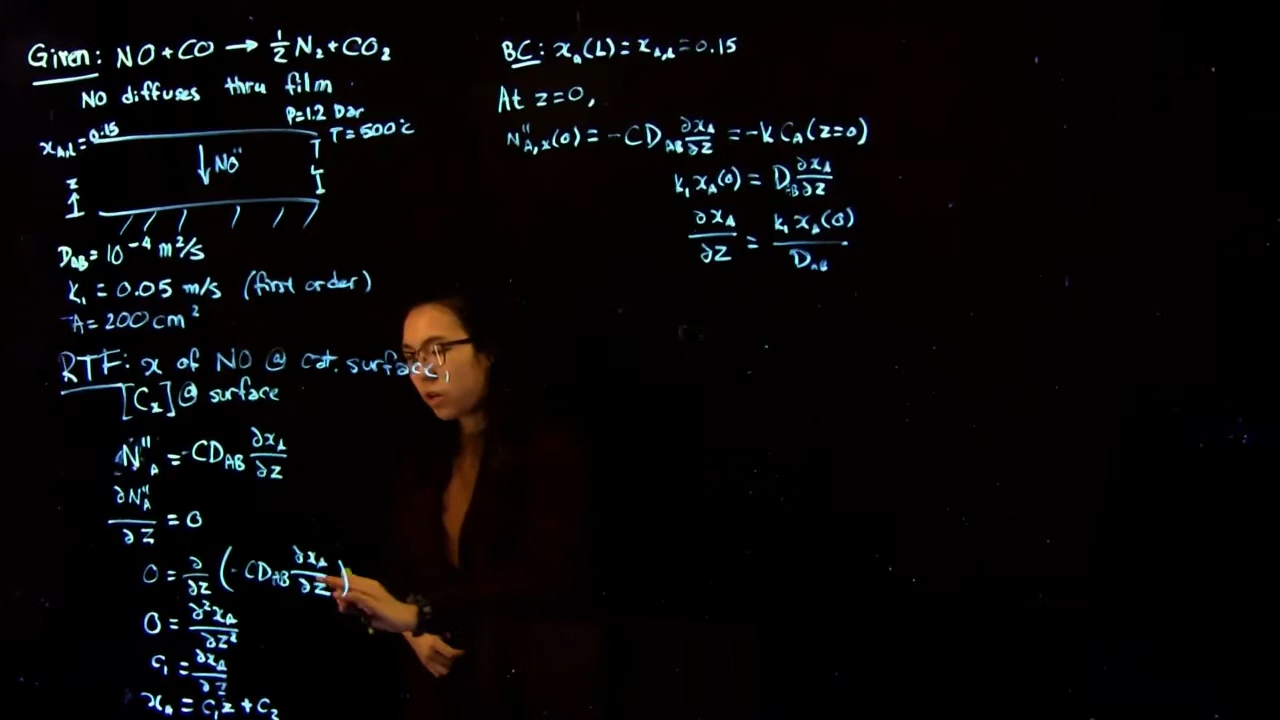 Given: NO + CO → ½ N₂ + CO₂
NO diffuses thru film
P=1.2 bar
T = 500°C
x_A,L = 0.15
NO"
L
z
D_AB = 10⁻⁴ m²/s
k₁ = 0.05 m/s (first order)
A = 200 cm²
RTF: x of NO @ cat. surface,
[Cₓ] @ surface
N"_A = -CD_AB ∂x_A/∂z
∂N"_A/∂z = 0
0 = ∂/∂z (-CD_AB ∂x_A/∂z)
0 = ∂²x_A/∂z²
C₁ = ∂x_A/∂z
x_A = C₁z + C₂
BC: x_a(L) = x_A,L = 0.15
At z=0,
N"_A,x(0) = -CD_AB ∂x_A/∂z = -k C_A(z=0)
k₁ x_A(0) = D_AB ∂x_A/∂z
∂x_A/∂z = k₁ x_A(0)/D_AB